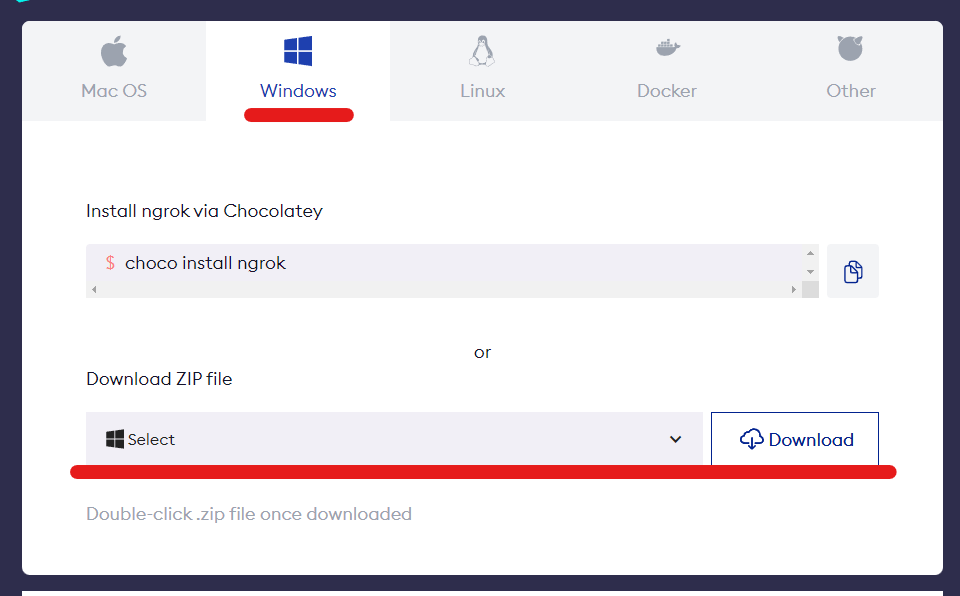 Mac OS
Windows
Linux
Docker
Other
Install ngrok via Chocolatey
$ choco install ngrok
or
Download ZIP file
Select
Download
Double-click .zip file once downloaded